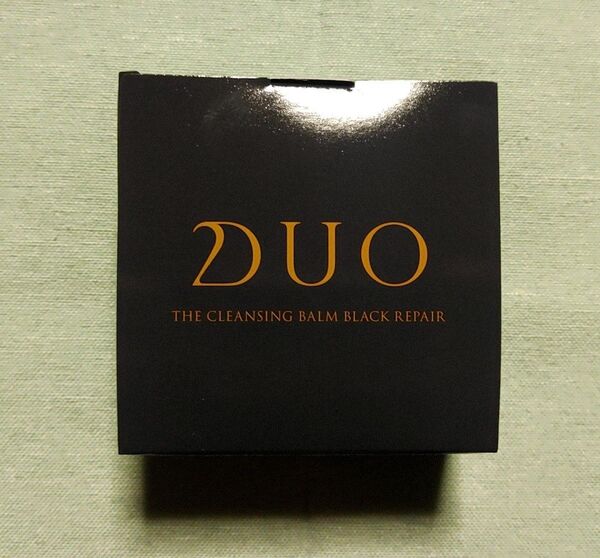 DUO
THE CLEANSING BALM BLACK REPAIR